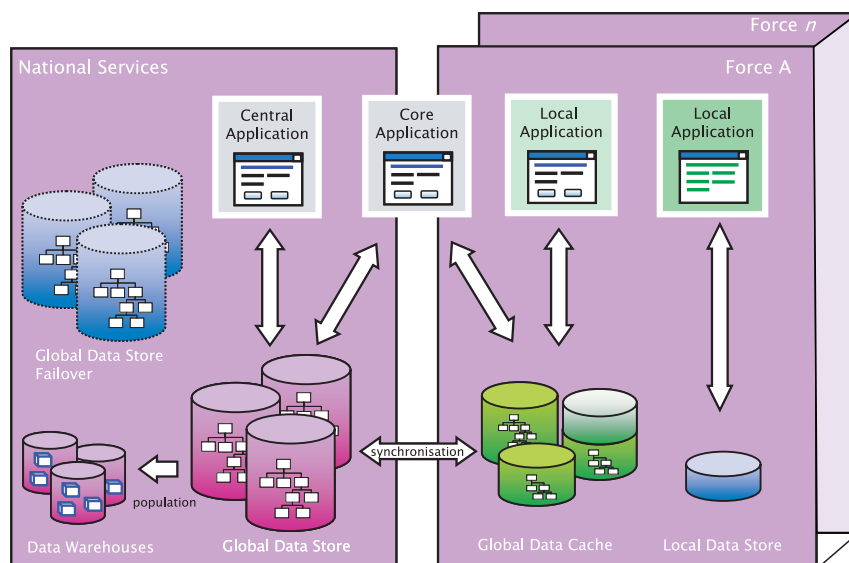 Force n
National Services
Force A
Central
Application
Core
Application
Local
Application
Local
Application
Global Data Store
Failover
synchronisation
population
Data Warehouses
Global Data Store
Global Data Cache
Local Data Store